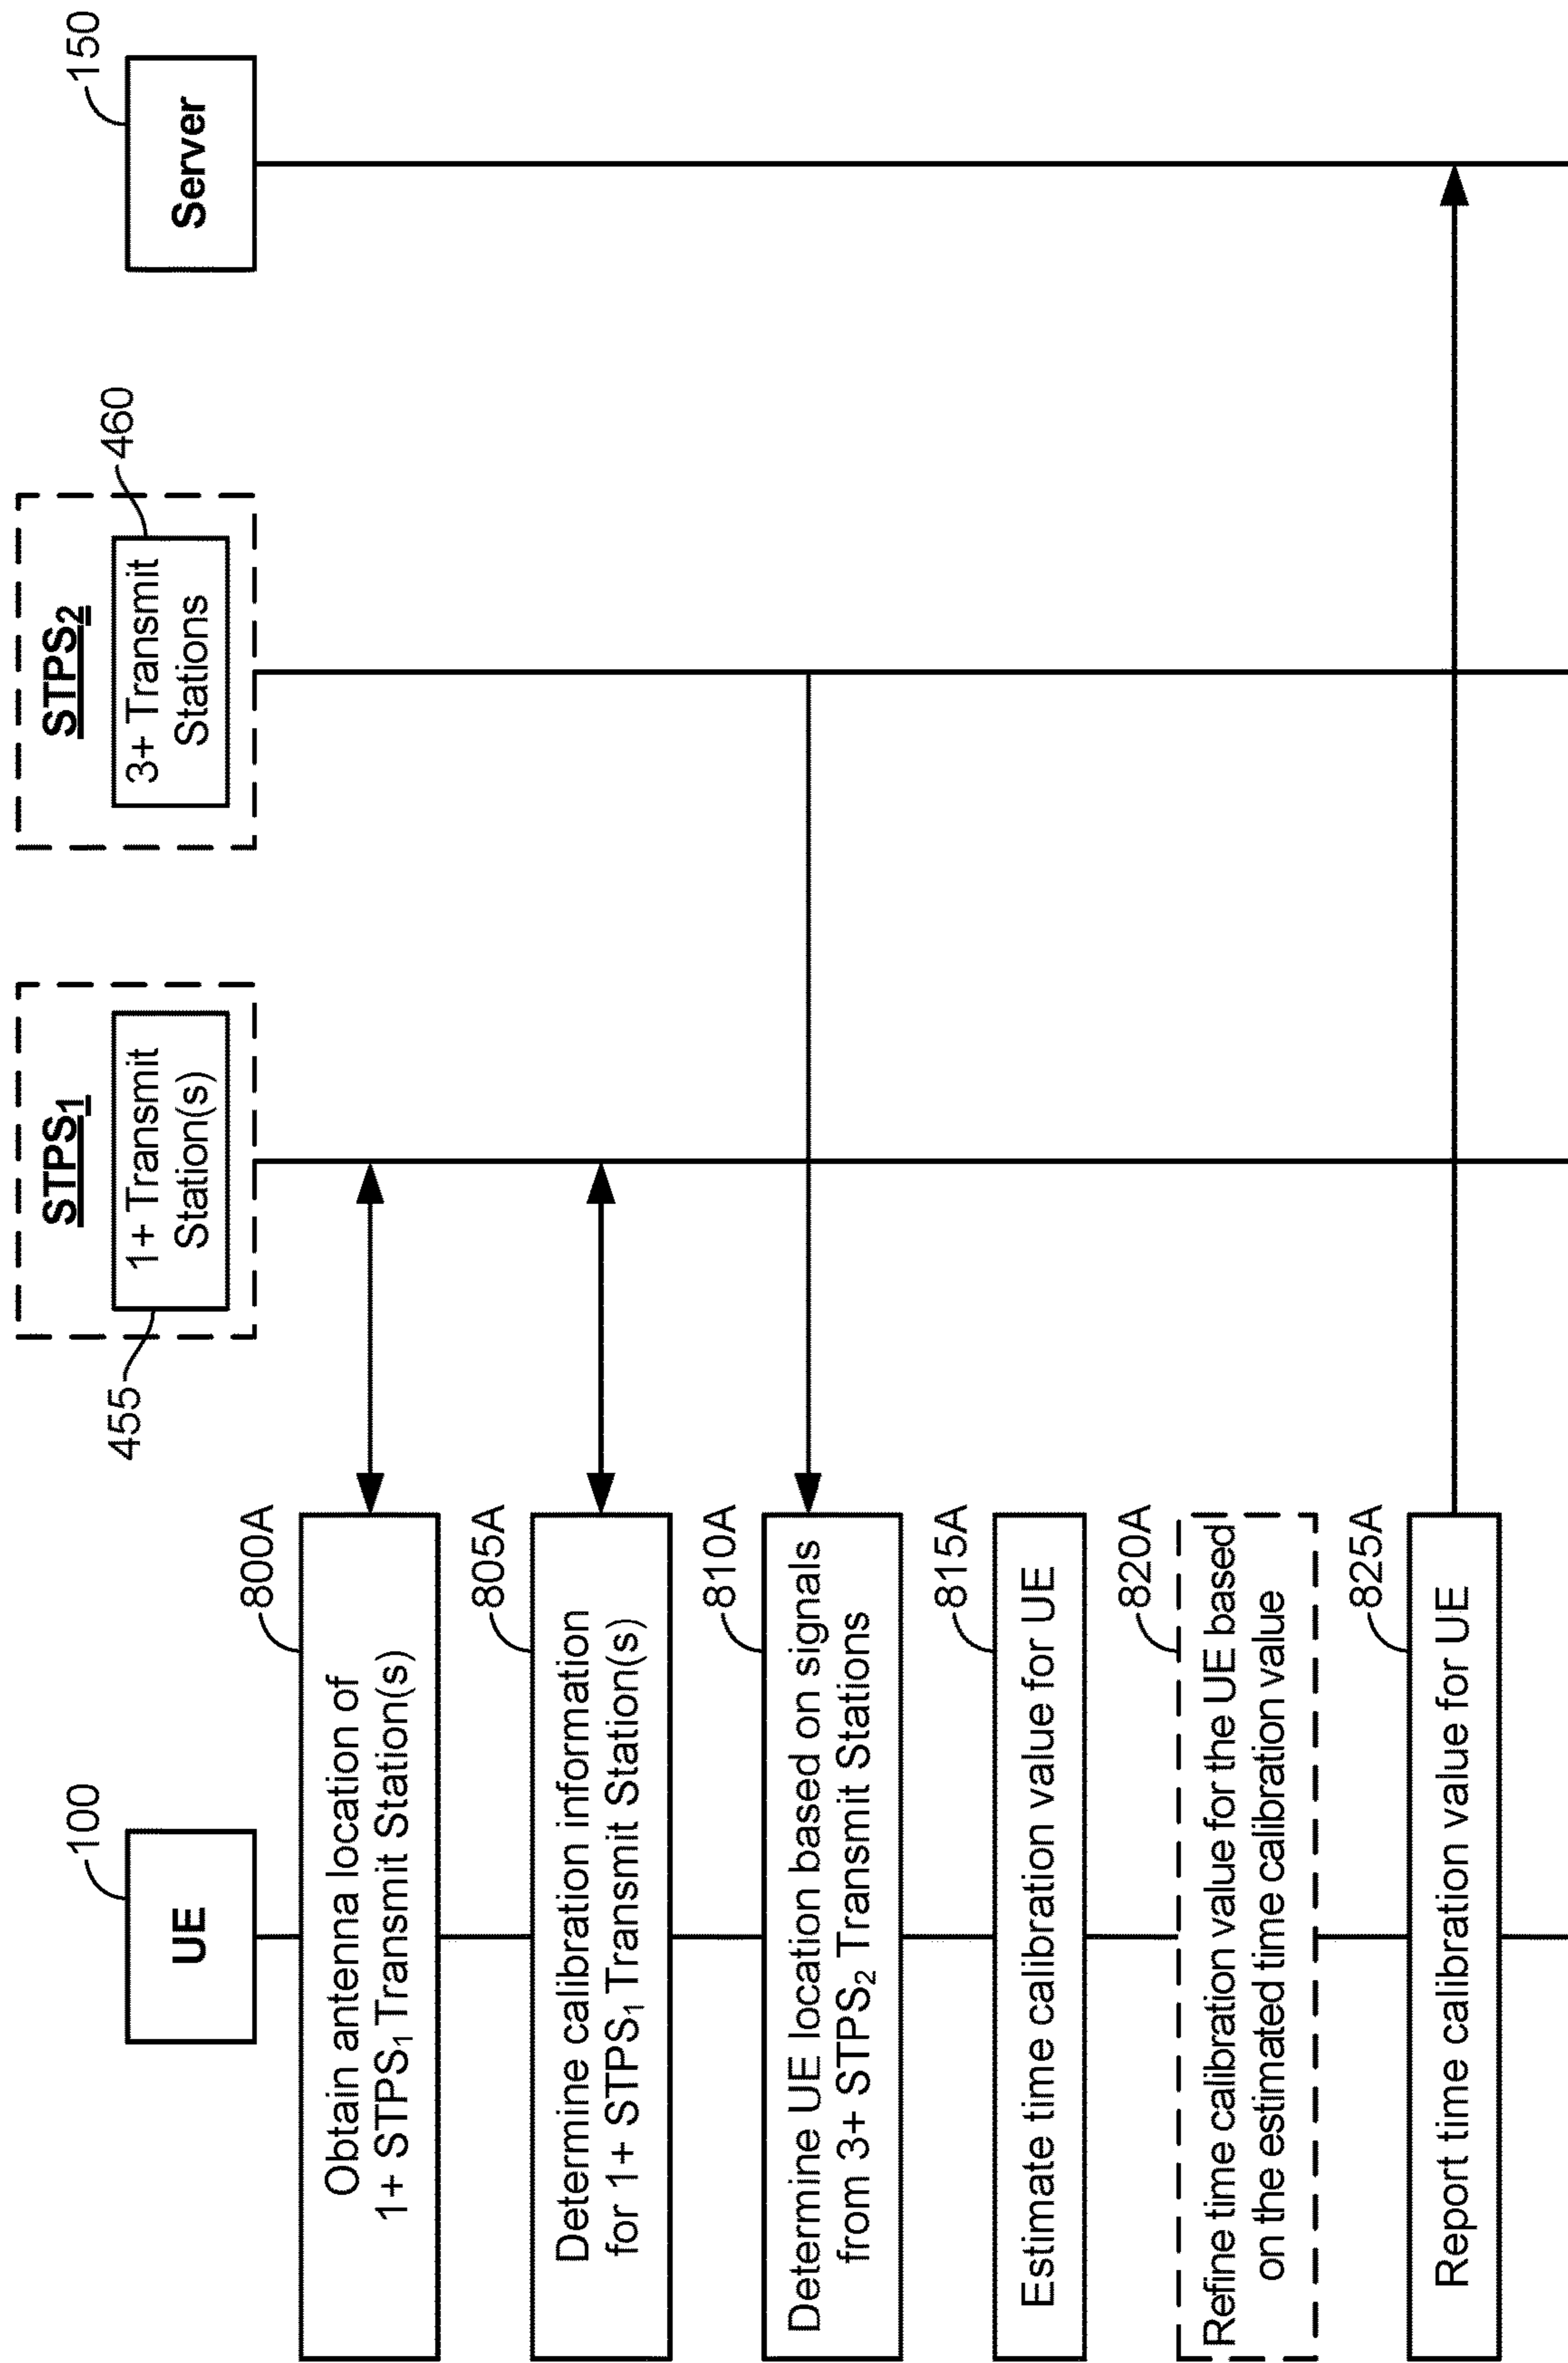 100
UE
455
STPS₁
1+ Transmit
Station(s)
STPS₂
3+ Transmit
Stations
460
150
Server
800A
Obtain antenna location of
1+ STPS₁ Transmit Station(s)
805A
Determine calibration information
for 1+ STPS₁ Transmit Station(s)
810A
Determine UE location based on signals
from 3+ STPS₂ Transmit Stations
815A
Estimate time calibration value for UE
820A
Refine time calibration value for the UE based
on the estimated time calibration value
825A
Report time calibration value for UE